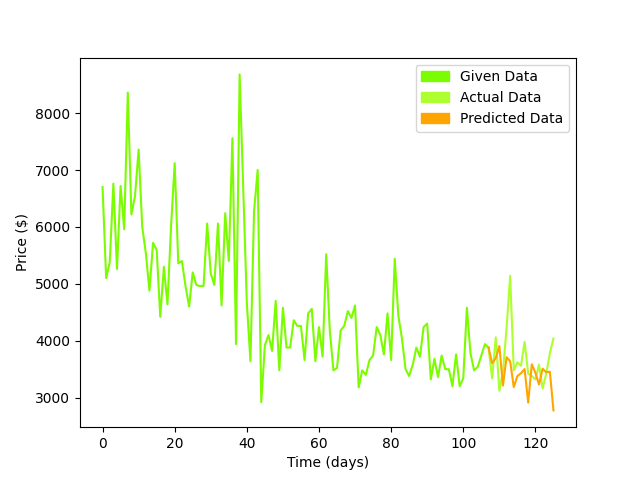 Given Data
Actual Data
Predicted Data
8000
7000
6000
5000
4000
3000
Price ($)
0 20 40 60 80 100 120
Time (days)